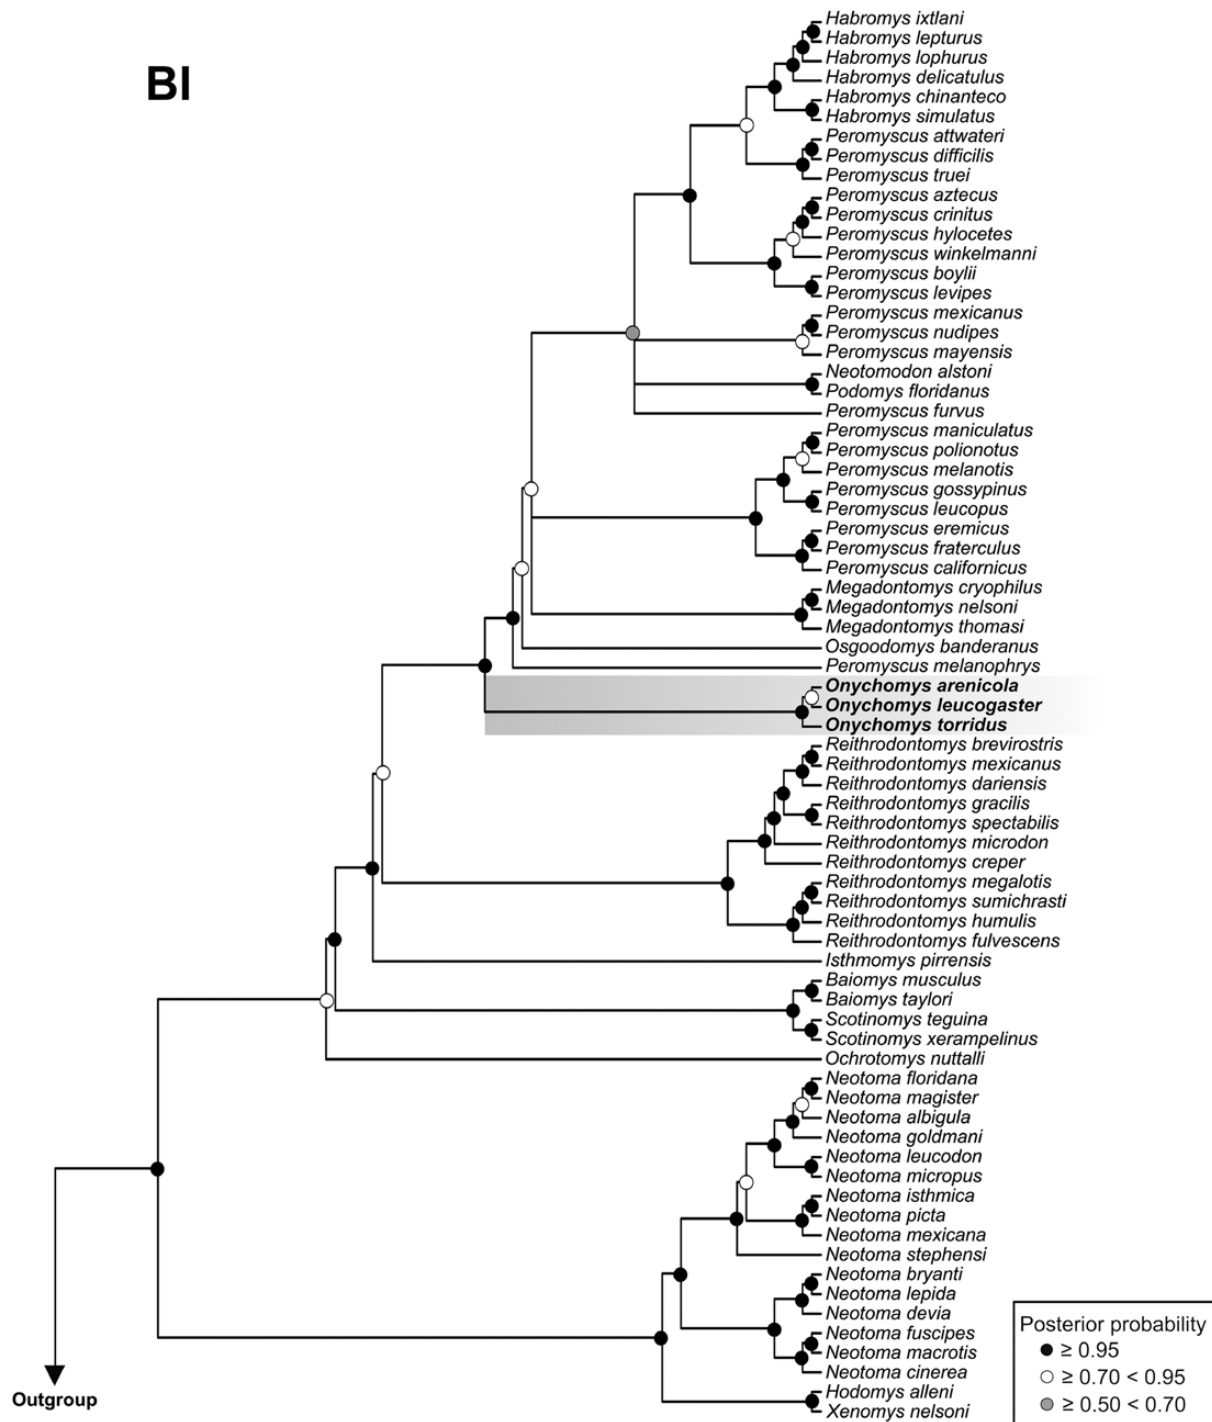 BI
Habromys ixtlani
Habromys lepturus
Habromys lophurus
Habromys delicatulus
Habromys chinanteco
Habromys simulatus
Peromyscus attwateri
Peromyscus difficilis
Peromyscus truei
Peromyscus aztecus
Peromyscus crinitus
Peromyscus hylocetes
Peromyscus winkelmanni
Peromyscus boylii
Peromyscus levipes
Peromyscus mexicanus
Peromyscus nudipes
Peromyscus mayensis
Neotomodon alstoni
Podomys floridanus
Peromyscus furvus
Peromyscus maniculatus
Peromyscus polionotus
Peromyscus melanotis
Peromyscus gossypinus
Peromyscus leucopus
Peromyscus eremicus
Peromyscus fraterculus
Peromyscus californicus
Megadontomys cryophilus
Megadontomys nelsoni
Megadontomys thomasi
Osgoodomys banderanus
Peromyscus melanophrys
Onychomys arenicola
Onychomys leucogaster
Onychomys torridus
Reithrodontomys brevirostris
Reithrodontomys mexicanus
Reithrodontomys dariensis
Reithrodontomys gracilis
Reithrodontomys spectabilis
Reithrodontomys microdon
Reithrodontomys creper
Reithrodontomys megalotis
Reithrodontomys sumichrasti
Reithrodontomys humulis
Reithrodontomys fulvescens
Isthmomys pirrensis
Baiomys musculus
Baiomys taylori
Scotinomys teguina
Scotinomys xerampelinus
Ochrotomys nuttalli
Neotoma floridana
Neotoma magister
Neotoma albigula
Neotoma goldmani
Neotoma leucodon
Neotoma micropus
Neotoma isthmica
Neotoma picta
Neotoma mexicana
Neotoma stephensi
Neotoma bryanti
Neotoma lepida
Neotoma devia
Neotoma fuscipes
Neotoma macrotis
Neotoma cinerea
Hodomys alleni
Xenomys nelsoni
Outgroup
Posterior probability
≥ 0.95
≥ 0.70 < 0.95
≥ 0.50 < 0.70